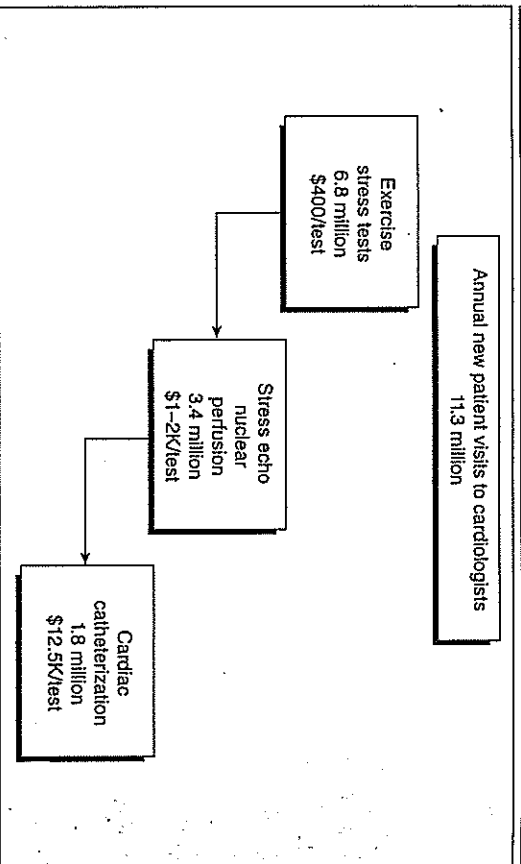 Annual new patient visits to cardiologists
11.3 million
Exercise
stress tests
6.8 million
$400/test
Stress echo
nuclear
perfusion
3.4 million
$1–2K/test
Cardiac
catheterization
1.8 million
$12.5K/test